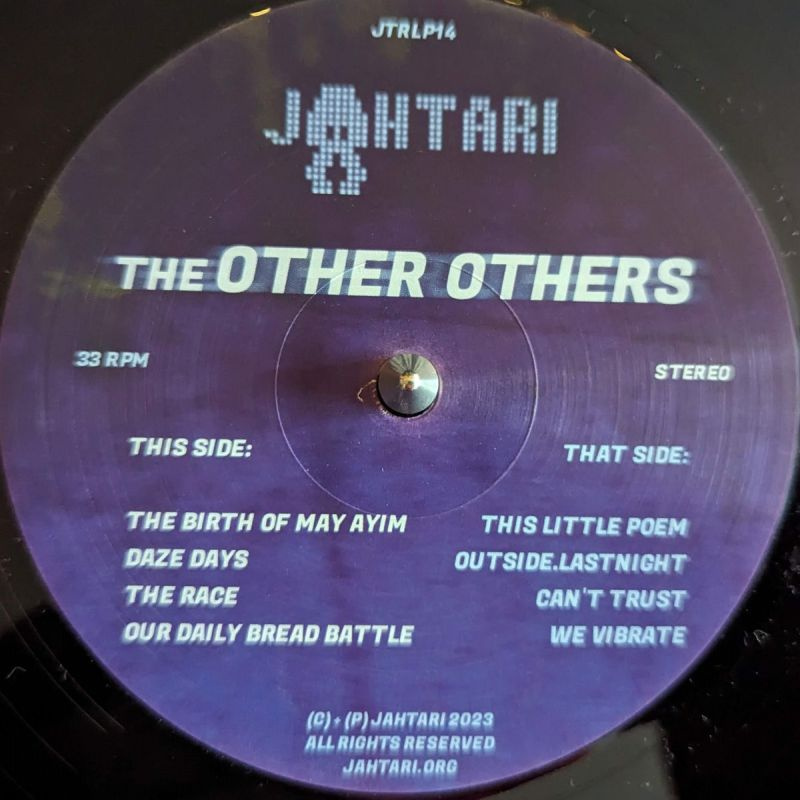 JTRLP14
JAHTARI
THE OTHER OTHERS
33 RPM
STEREO
THIS SIDE:
THE BIRTH OF MAY AYIM
DAZE DAYS
THE RACE
OUR DAILY BREAD BATTLE
THAT SIDE:
THIS LITTLE POEM
OUTSIDE.LASTNIGHT
CAN'T TRUST
WE VIBRATE
(C) + (P) JAHTARI 2023
ALL RIGHTS RESERVED
JAHTARI.ORG